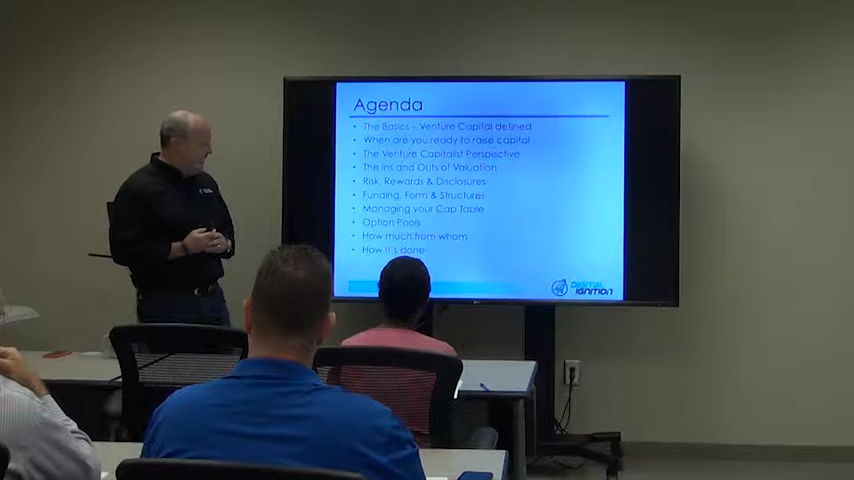 Agenda
• The Basics - Venture Capital defined
• When are you ready to raise capital
• The Venture Capitalist Perspective
• The Ins and Outs of Valuation
• Risk, Rewards & Disclosures
• Funding, Form & Structures
• Managing your Cap Table
• Option Pools
• How much from whom
• How it's done
DIGITAL
IGNITION